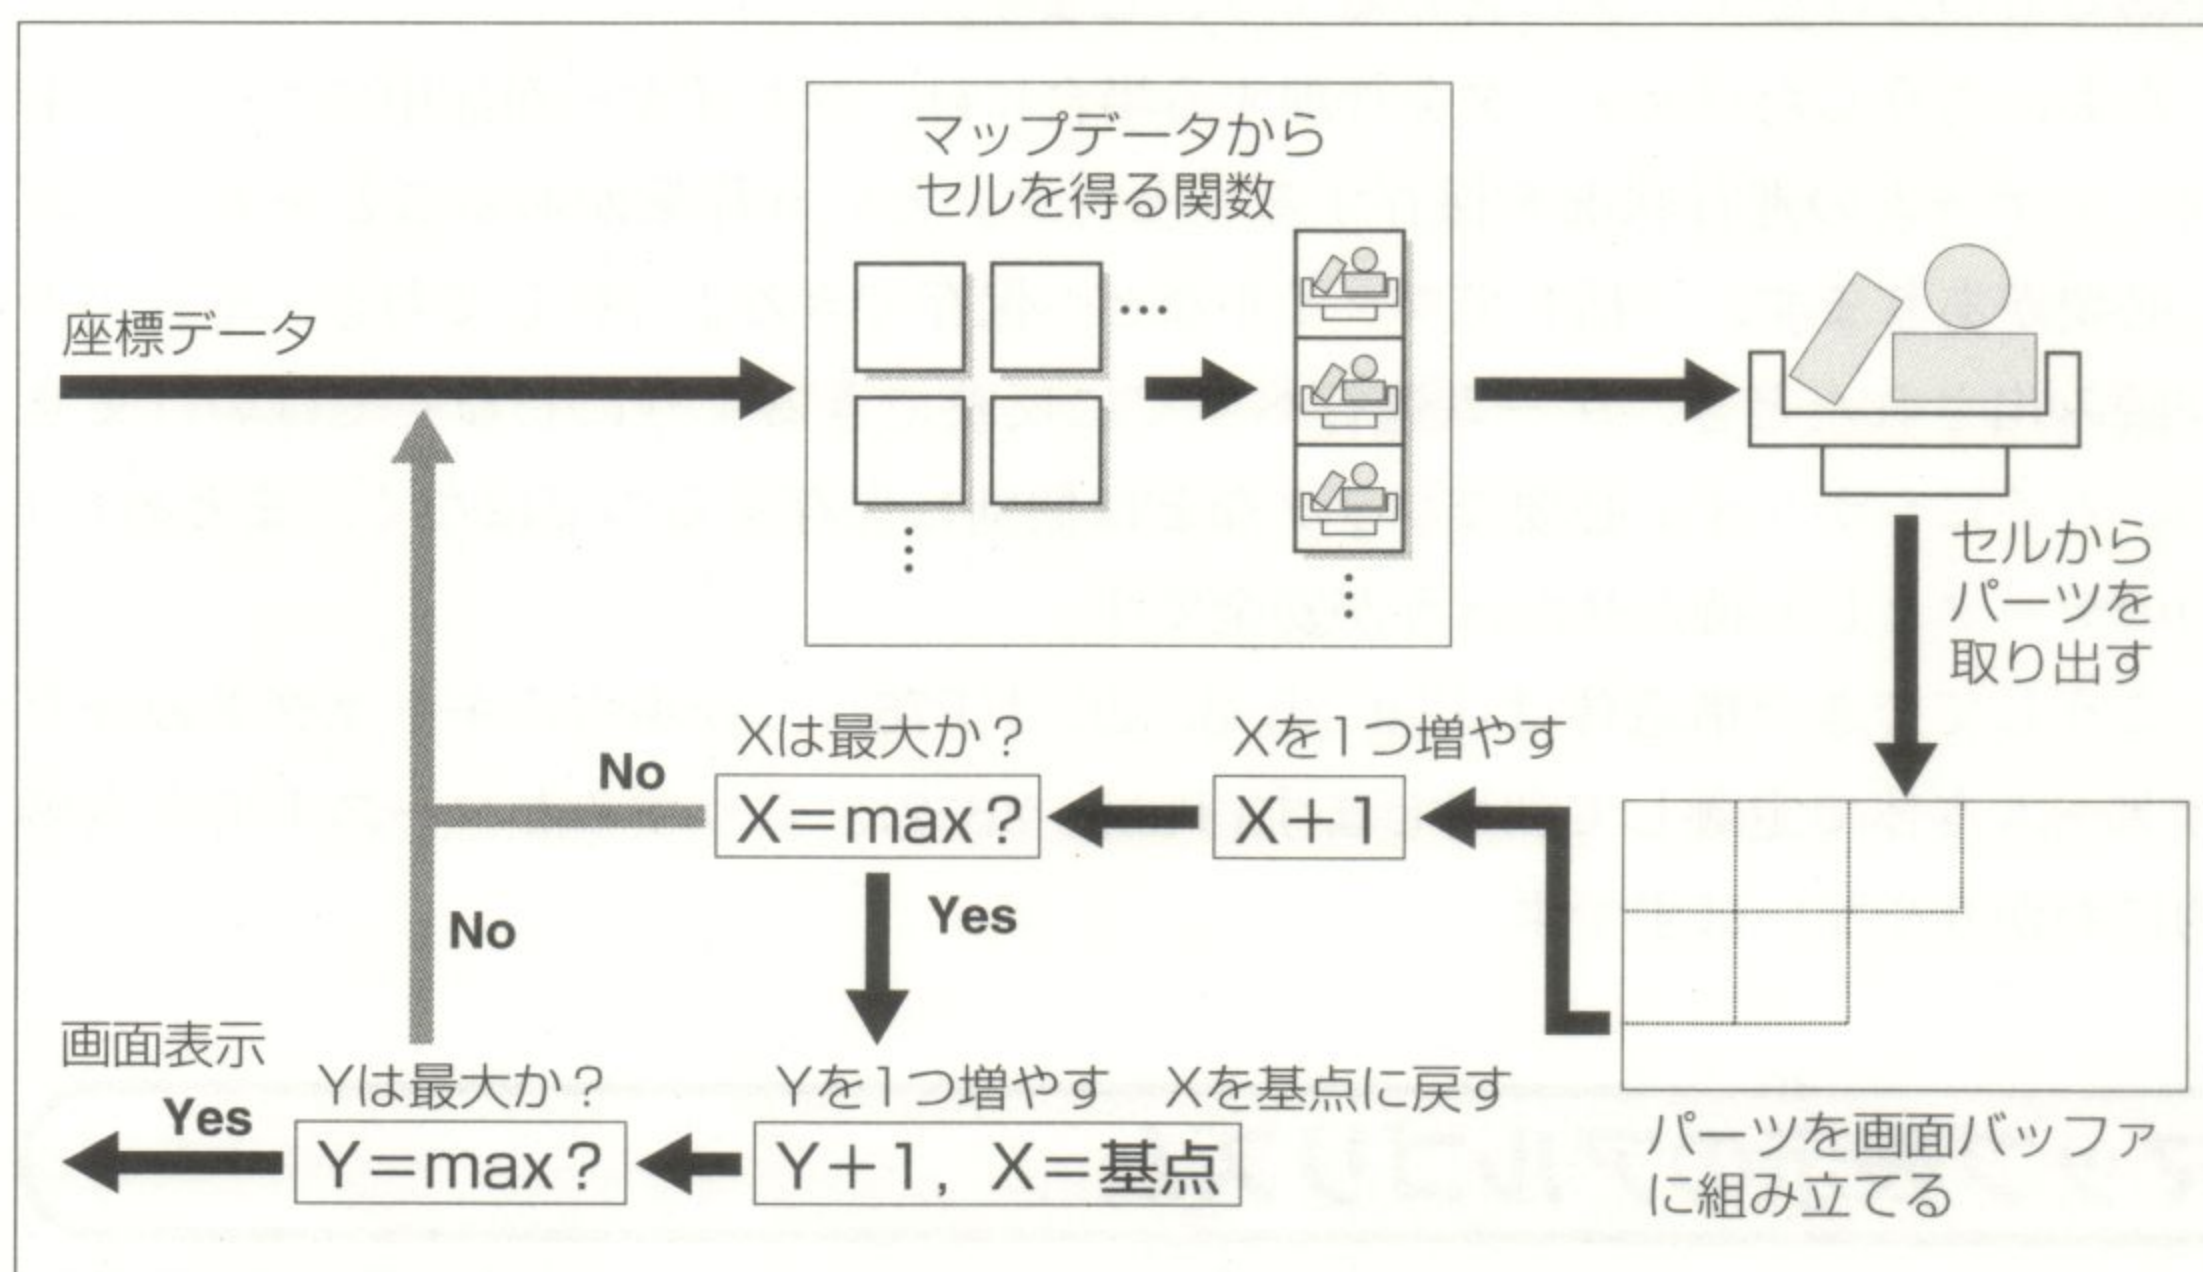 マップデータから
セルを得る関数
座標データ
…
セルから
パーツを
取り出す
Xは最大か？
Xを1つ増やす
No
X＝max？
X＋1
Yes
No
画面表示
Yは最大か？
Yを1つ増やす　Xを基点に戻す
Yes
Y＝max？
Y＋1，X＝基点
パーツを画面バッファ
に組み立てる